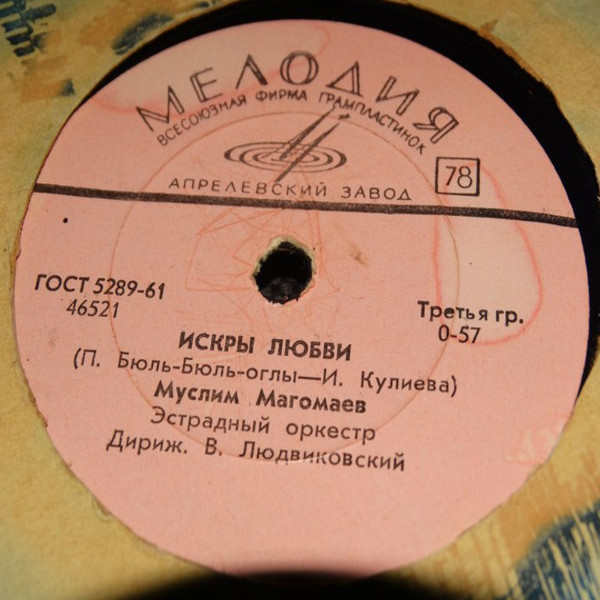 МЕЛОДИЯ
ВСЕСОЮЗНАЯ ФИРМА ГРАМПЛАСТИНОК
78
АПРЕЛЕВСКИЙ ЗАВОД
ГОСТ 5289-61
46521
Третья гр.
0-57
ИСКРЫ ЛЮБВИ
(П. Бюль-Бюль-оглы—И. Кулиева)
Муслим Магомаев
Эстрадный оркестр
Дириж. В. Людвиковский